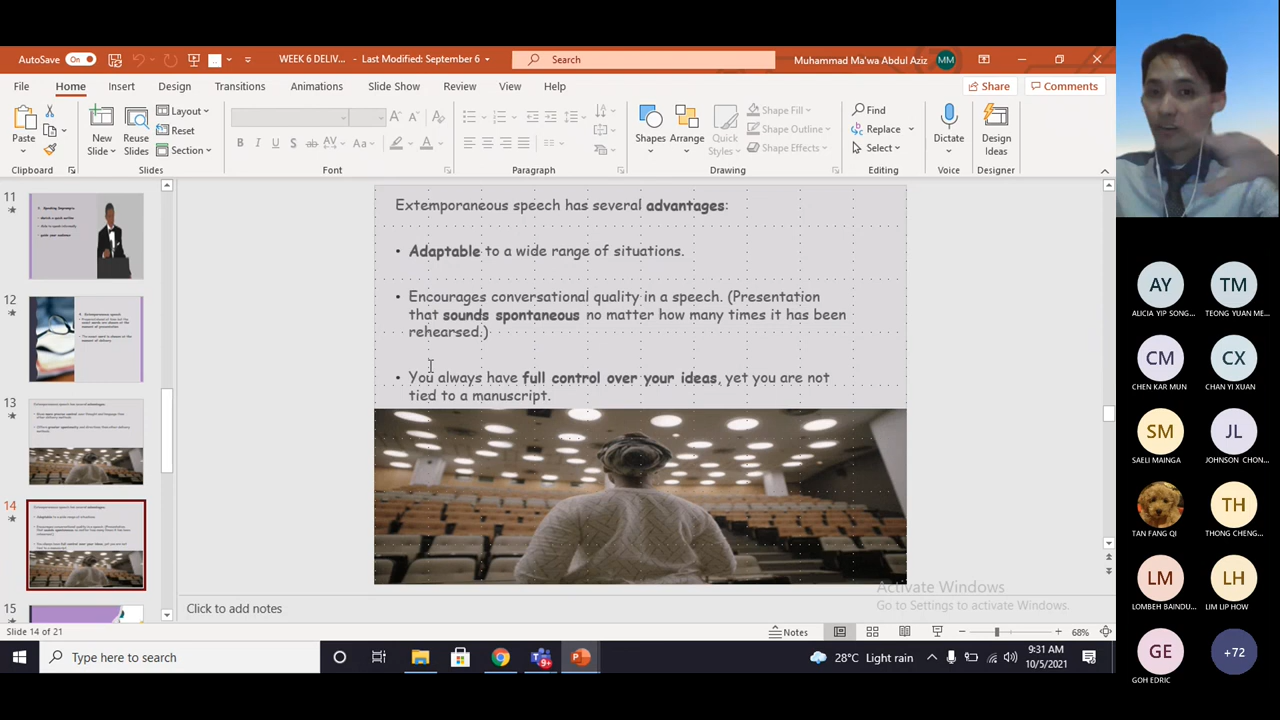 AutoSave On WEEK 6 DELIV... - Last Modified: September 6 Search Muhammad Ma'wa Abdul Aziz MM
File Home Insert Draw Design Transitions Animations Slide Show Review View Help Share Comments
Paste New Slide Reuse Slides Layout Reset Section Shapes Arrange Quick Styles Shape Fill Shape Outline Shape Effects Find Replace Select Dictate Design Ideas
Clipboard Slides Font Paragraph Drawing Editing Voice Designer
11
12
13
14
15
Extemporaneous speech has several advantages:
• Adaptable to a wide range of situations.
• Encourages conversational quality in a speech. (Presentation
that sounds spontaneous no matter how many times it has been
rehearsed.)
• You always have full control over your ideas, yet you are not
tied to a manuscript.
Activate Windows
Go to Settings to activate Windows.
Click to add notes
Slide 14 of 21 Notes 68%
Type here to search 9+ 28°C Light rain 9:31 AM
10/5/2021
AY TM
ALICIA YIP SONG... TEONG YUAN ME...
CM CX
CHEN KAR MUN CHAN YI XUAN
SM JL
SAELI MAINGA JOHNSON CHON...
TH
TAN FANG QI THONG CHENG...
LM LH
LOMBEH BAINDU... LIM LIP HOW
GE +72
GOH EDRIC